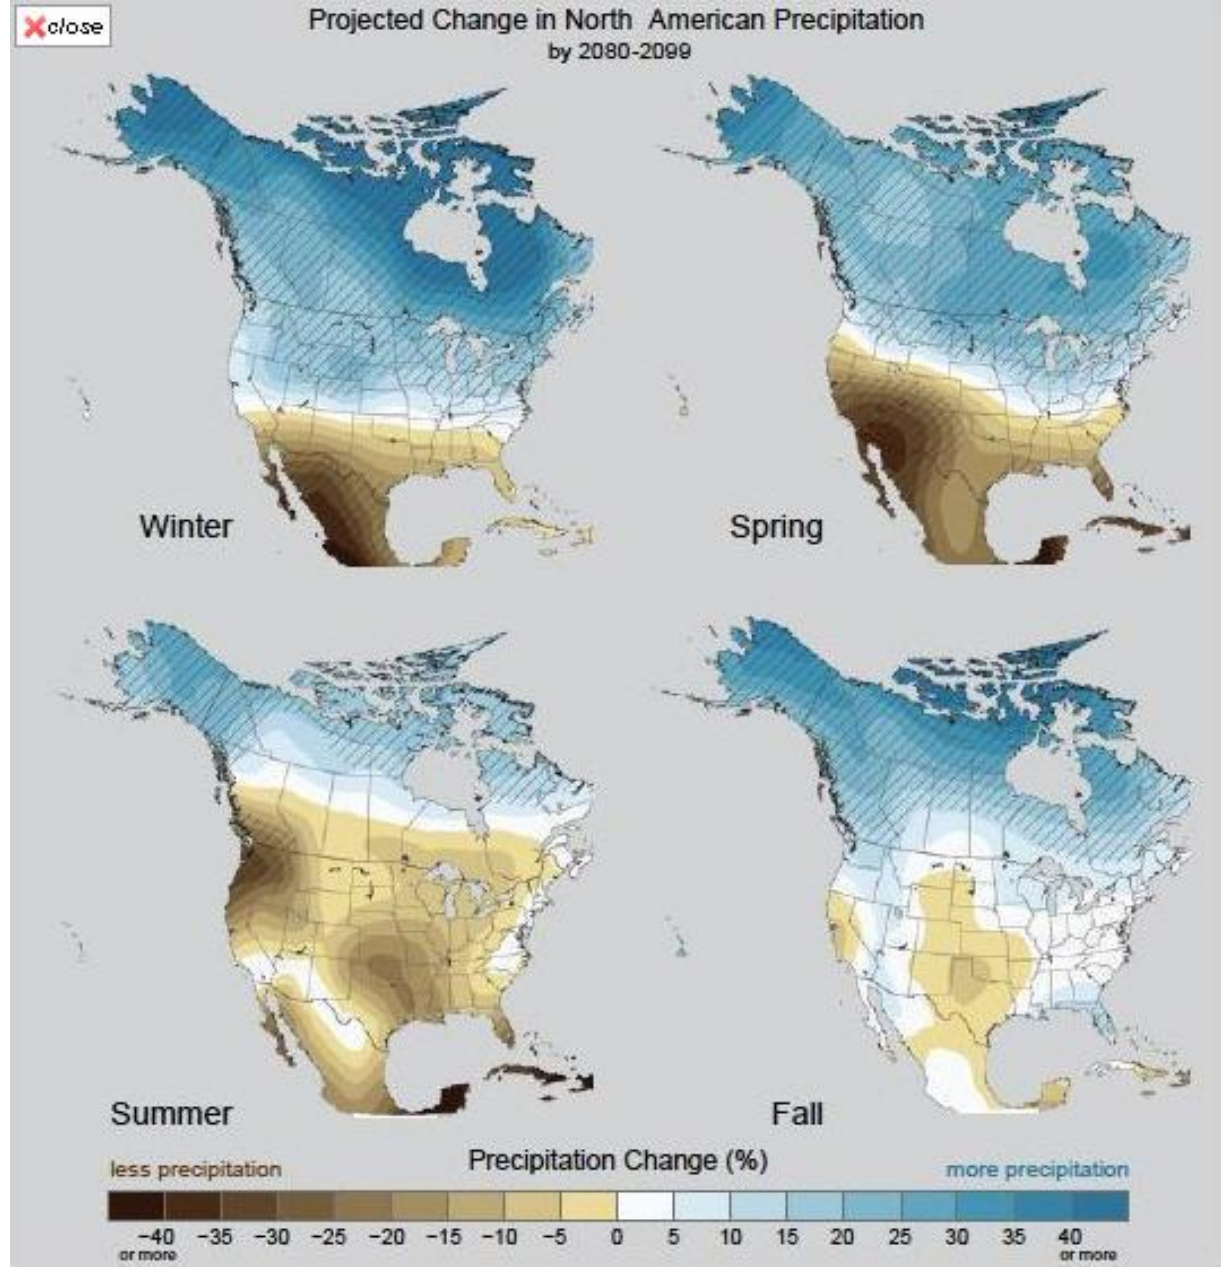 close
Projected Change in North American Precipitation
by 2080-2099
Winter
Spring
Summer
Fall
less precipitation
Precipitation Change (%)
more precipitation
−40 −35 −30 −25 −20 −15 −10 −5 0 5 10 15 20 25 30 35 40
or more
or more